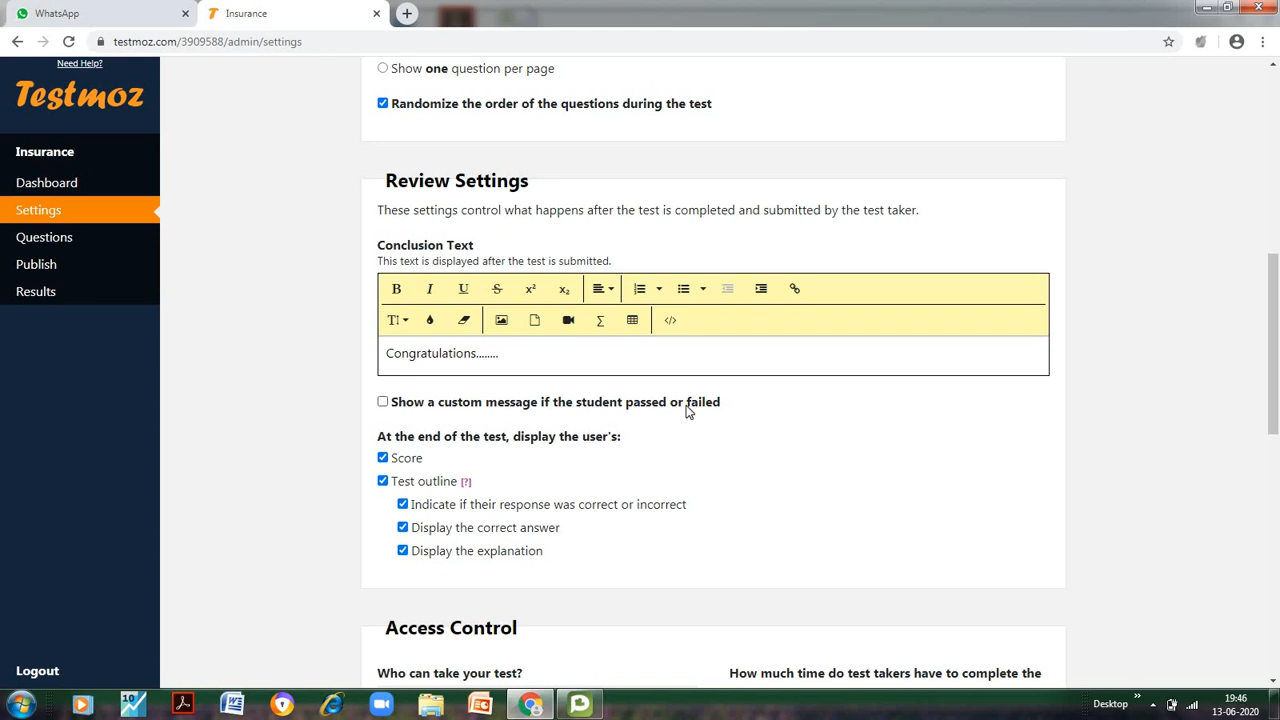 WhatsApp
Insurance
testmoz.com/3909588/admin/settings
Need Help?
Testmoz
Insurance
Dashboard
Settings
Questions
Publish
Results
Logout
Show one question per page
Randomize the order of the questions during the test
Review Settings
These settings control what happens after the test is completed and submitted by the test taker.
Conclusion Text
This text is displayed after the test is submitted.
Congratulations........
Show a custom message if the student passed or failed
At the end of the test, display the user's:
Score
Test outline [?]
Indicate if their response was correct or incorrect
Display the correct answer
Display the explanation
Access Control
Who can take your test?
How much time do test takers have to complete the
Desktop
19:46
13-06-2020